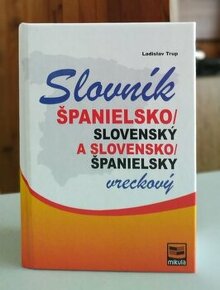 Ladislav Trup
Slovník
ŠPANIELSKO/
SLOVENSKÝ
A SLOVENSKO/
ŠPANIELSKY
vreckový
mikula